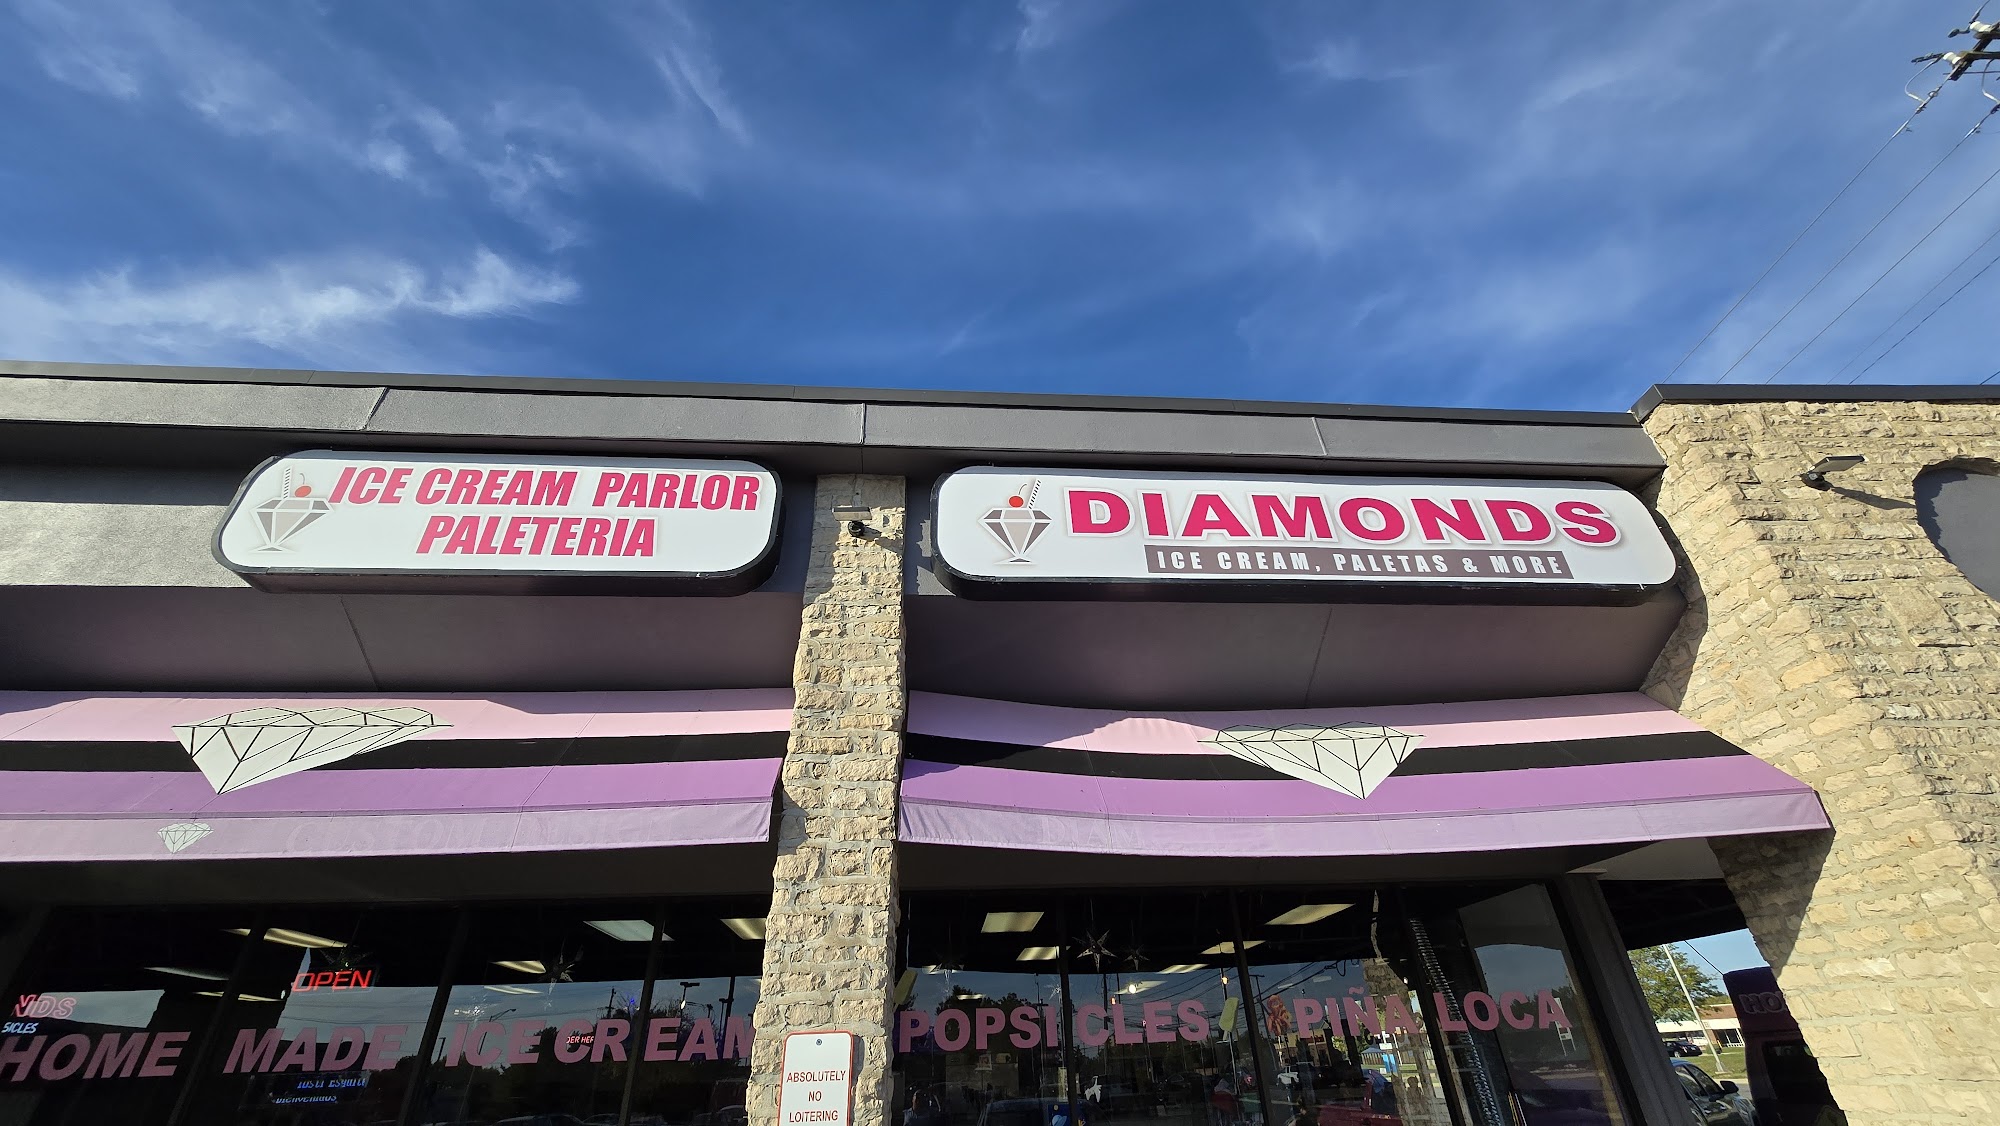 ICE CREAM PARLOR
PALETERIA
DIAMONDS
ICE CREAM, PALETAS & MORE
OPEN
HOME MADE ICE CREAM
POPSICLES
PIÑA LOCA
ABSOLUTELY
NO
LOITERING